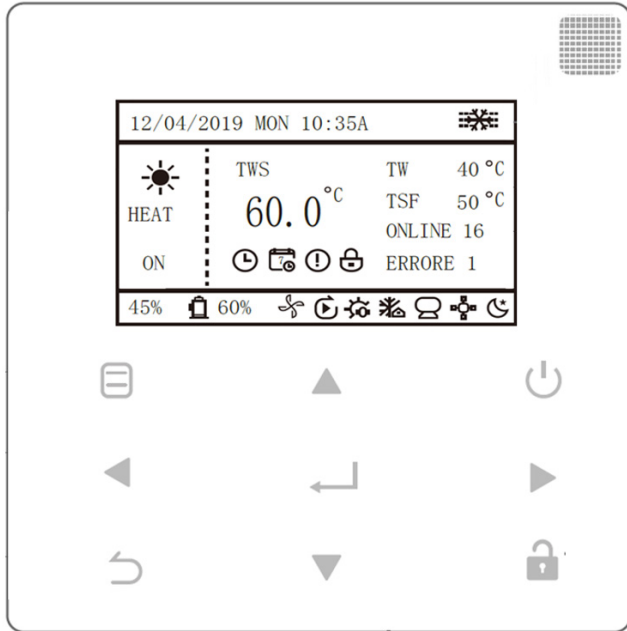 12/04/2019 MON 10:35A
HEAT
ON
TWS
60.0°C
TW 40°C
TSF 50°C
ONLINE 16
ERRORE 1
45% 60%